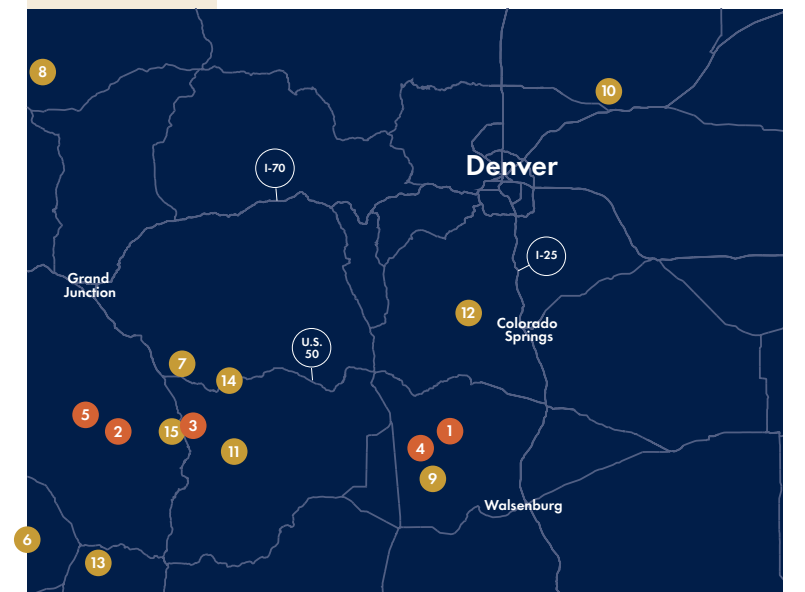 8
10
Denver
I-70
I-25
Grand
Junction
12
Colorado
Springs
U.S.
50
7
14
5
2
15
3
11
1
4
9
Walsenburg
6
13